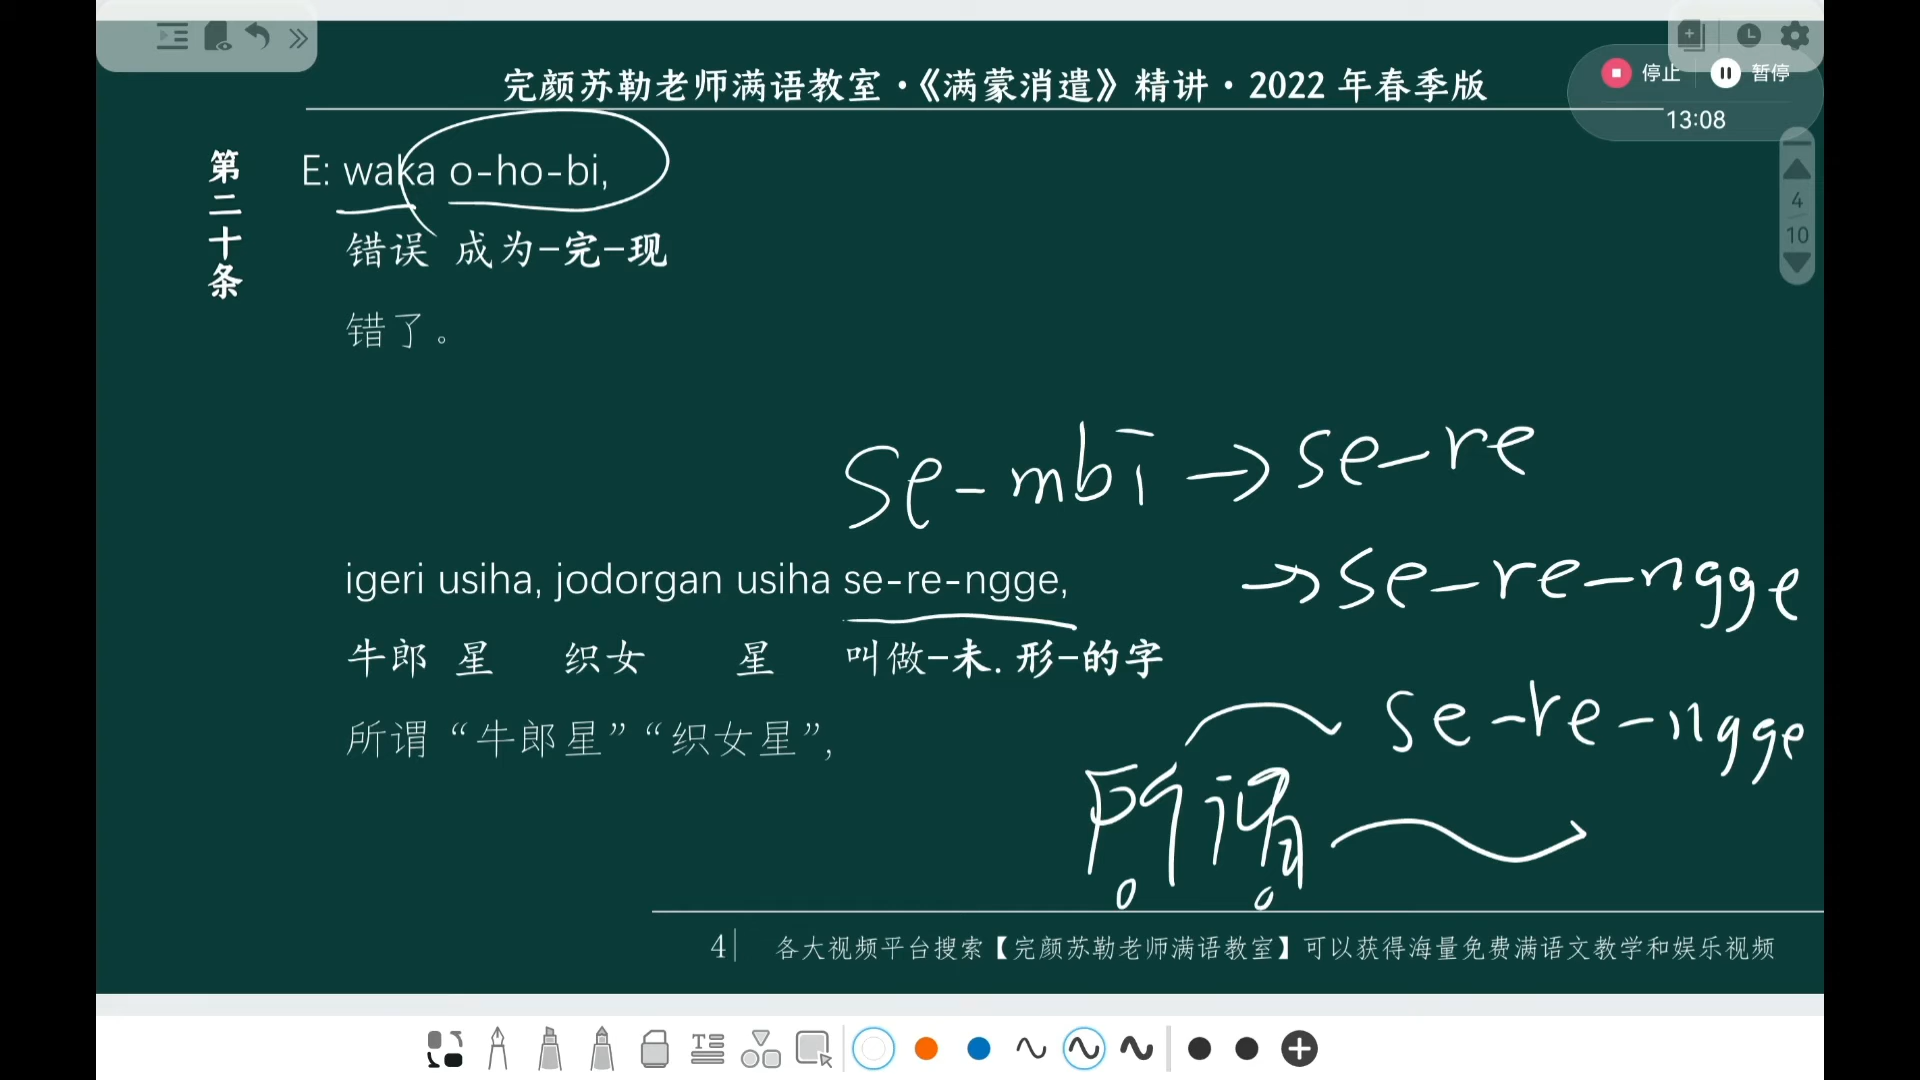 停止
暂停
13:08
完颜苏勒老师满语教室·《满蒙消遣》精讲·2022 年春季版
第二十条
E: waka o-ho-bi,
错误 成为-完-现
错了。
4
10
se-mbi → se-re
→ se-re-ngge
igeri usiha, jodorgan usiha se-re-ngge,
牛郎 星 织女 星 叫做-未.形-的字
所谓“牛郎星”“织女星”,
se-re-ngge
所谓
4
各大视频平台搜索【完颜苏勒老师满语教室】可以获得海量免费满语文教学和娱乐视频